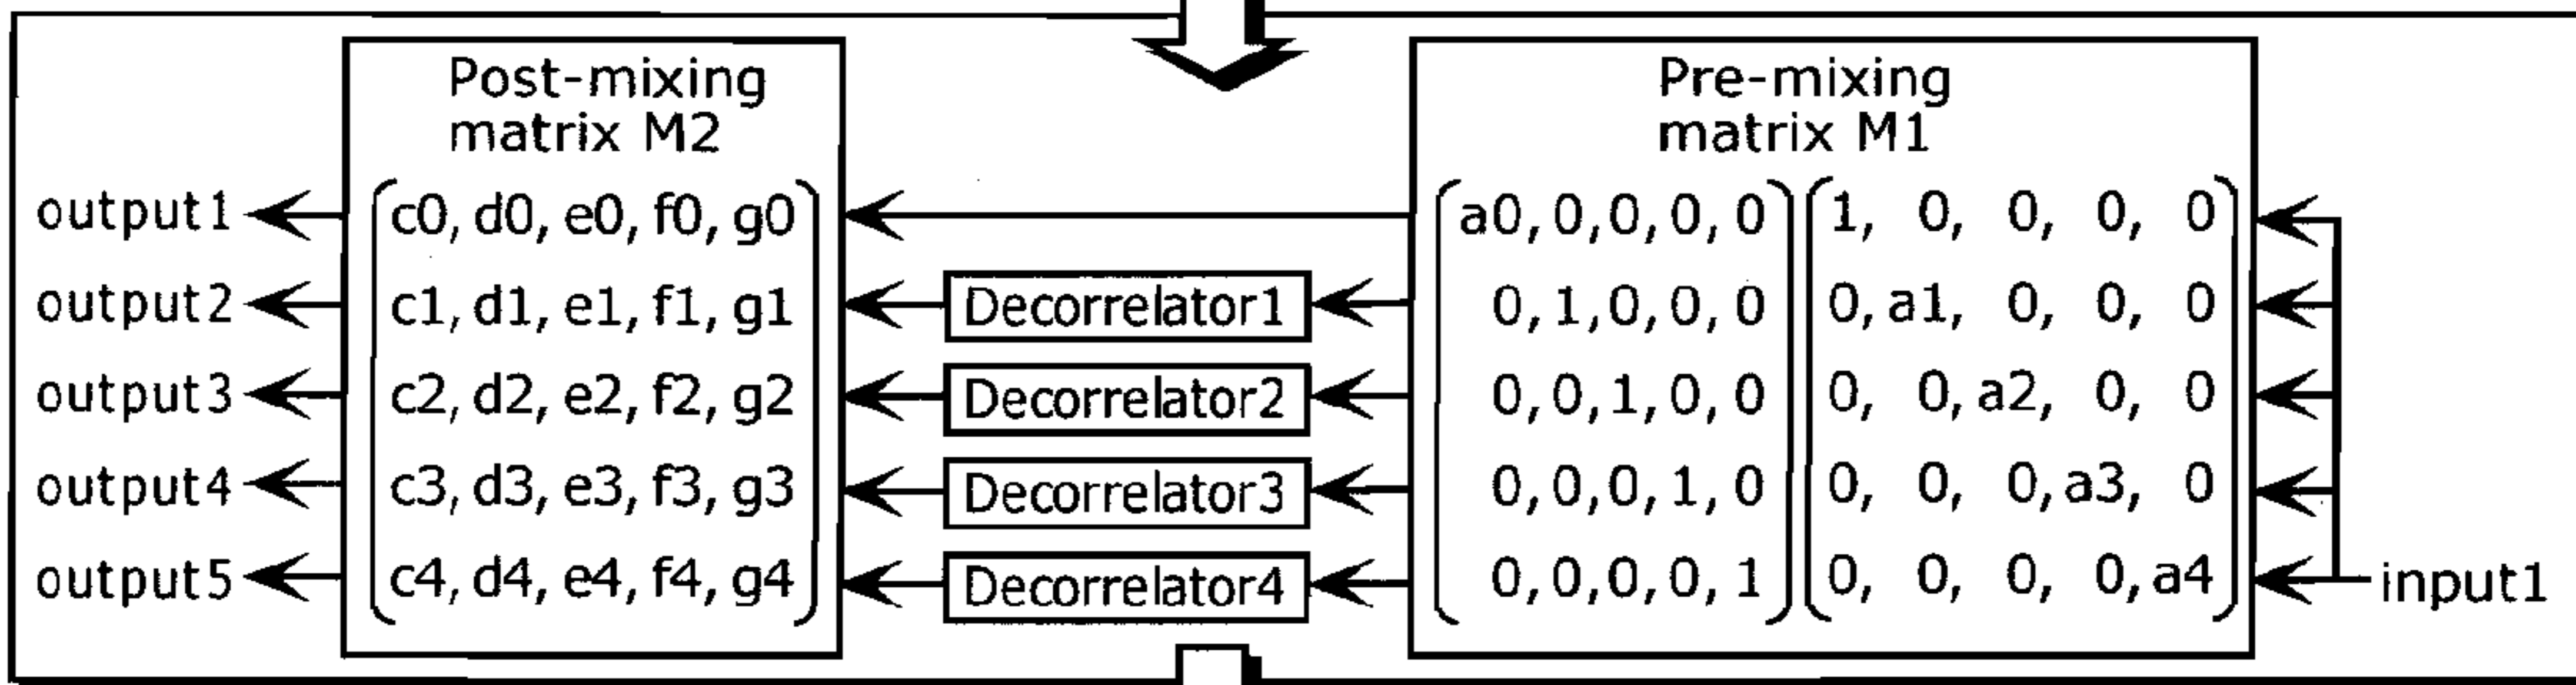 Post-mixing
matrix M2
Pre-mixing
matrix M1
output1 c0, d0, e0, f0, g0 a0, 0, 0, 0, 0 1, 0, 0, 0, 0
output2 c1, d1, e1, f1, g1 Decorrelator1 0, 1, 0, 0, 0 0, a1, 0, 0, 0
output3 c2, d2, e2, f2, g2 Decorrelator2 0, 0, 1, 0, 0 0, 0, a2, 0, 0
output4 c3, d3, e3, f3, g3 Decorrelator3 0, 0, 0, 1, 0 0, 0, 0, a3, 0
output5 c4, d4, e4, f4, g4 Decorrelator4 0, 0, 0, 0, 1 0, 0, 0, 0, a4 input1